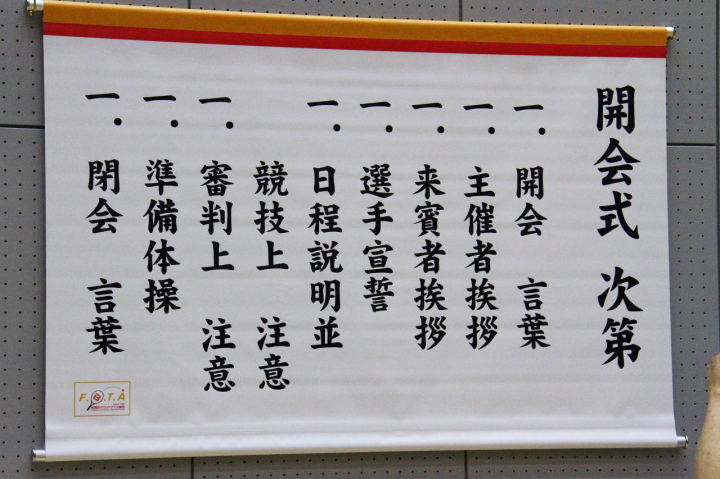 開会式 次第
一. 開会 言葉
一. 主催者挨拶
一. 来賓者挨拶
一. 選手宣誓
一. 日程説明並
競技上 注意
一. 審判上 注意
一. 準備体操
一. 閉会 言葉
F.O.T.A